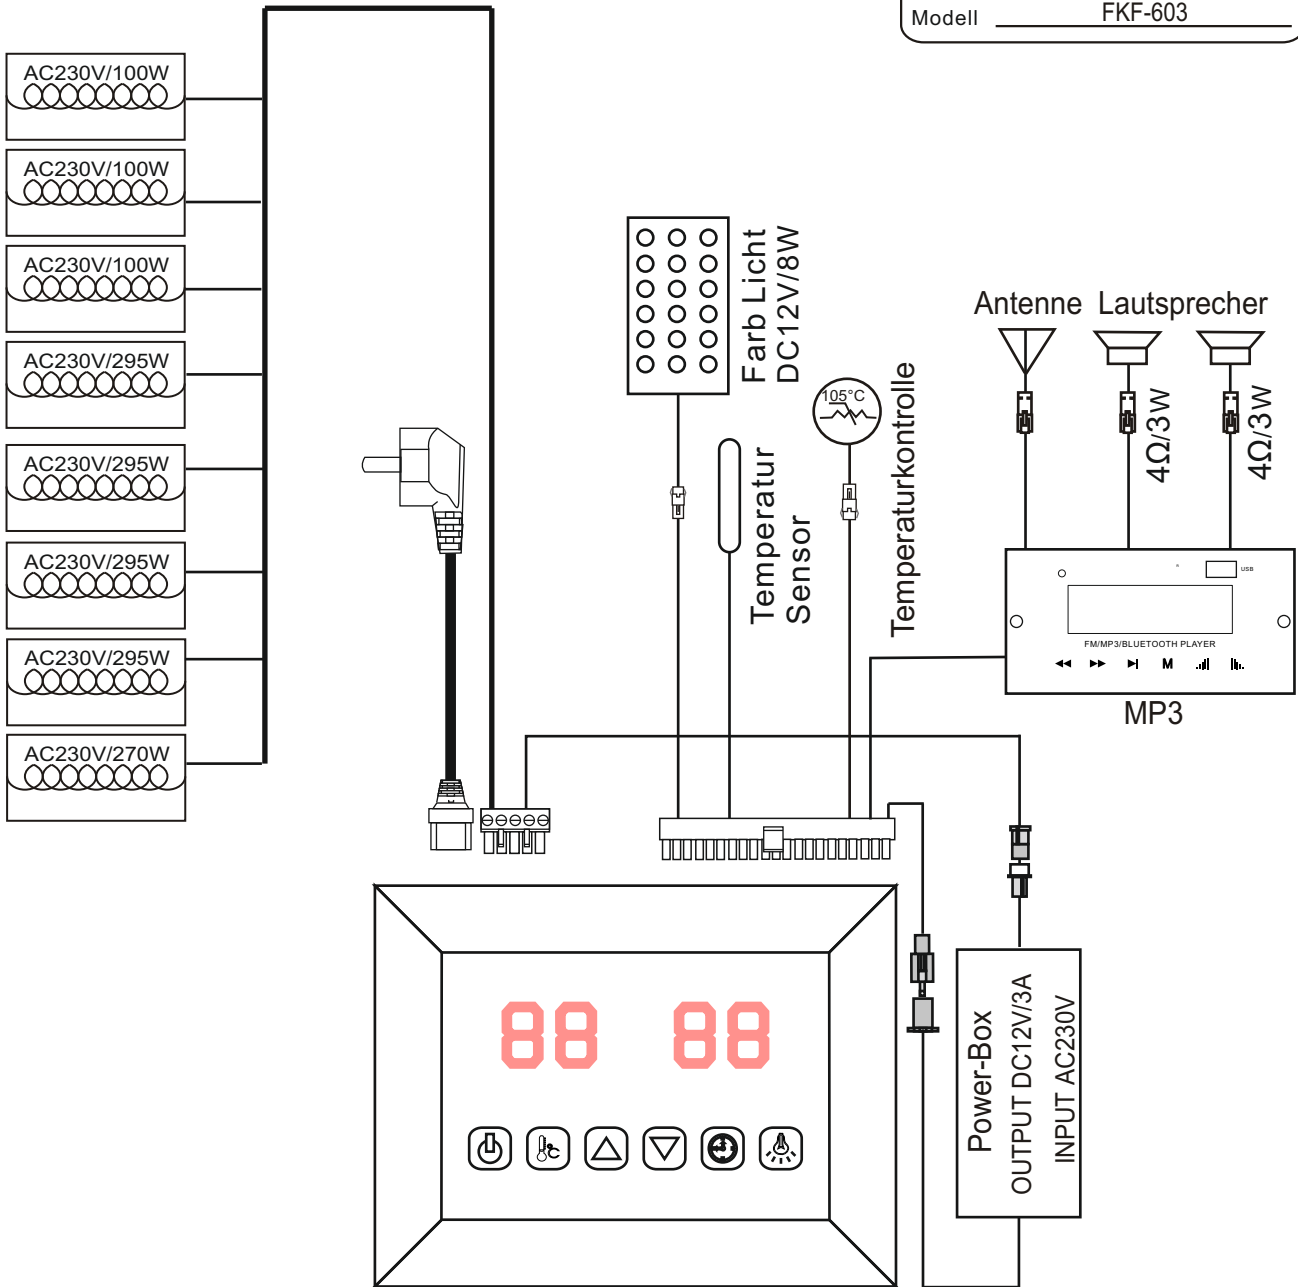 Modell FKF-603
AC230V/100W
AC230V/100W
AC230V/100W
AC230V/295W
AC230V/295W
AC230V/295W
AC230V/295W
AC230V/270W
Farb Licht
DC12V/8W
Temperatur
Sensor
105°C
Temperaturkontrolle
Antenne Lautsprecher
4Ω/3W
4Ω/3W
USB
FM/MP3/BLUETOOTH PLAYER
M
MP3
88 88
°C
Power-Box
OUTPUT DC12V/3A
INPUT AC230V